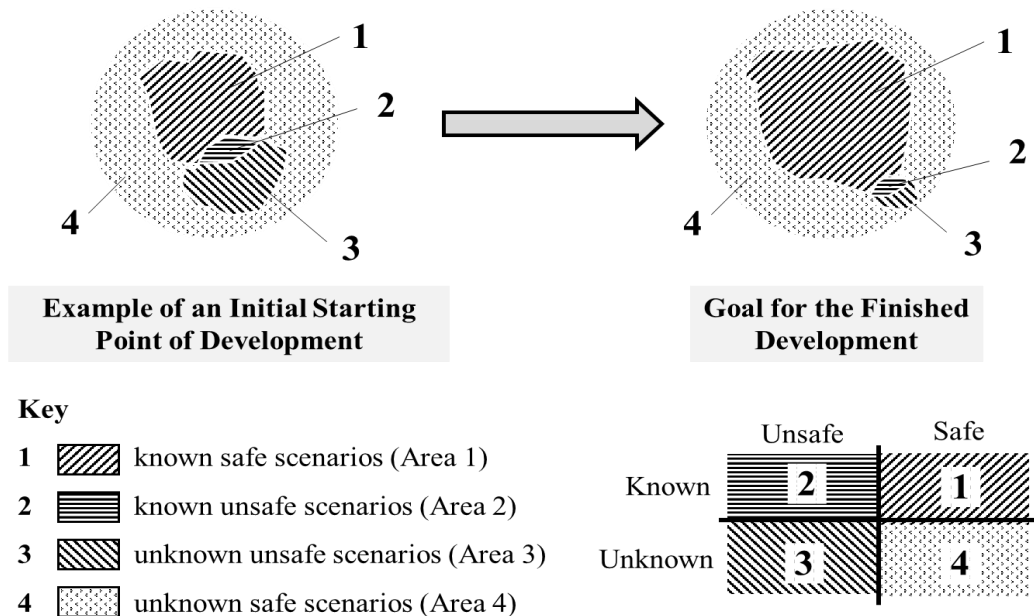 1
2
3
4
1
2
3
4
Example of an Initial Starting
Point of Development
Goal for the Finished
Development
Key
1 known safe scenarios (Area 1)
2 known unsafe scenarios (Area 2)
3 unknown unsafe scenarios (Area 3)
4 unknown safe scenarios (Area 4)
Unsafe Safe
Known 2 1
Unknown 3 4